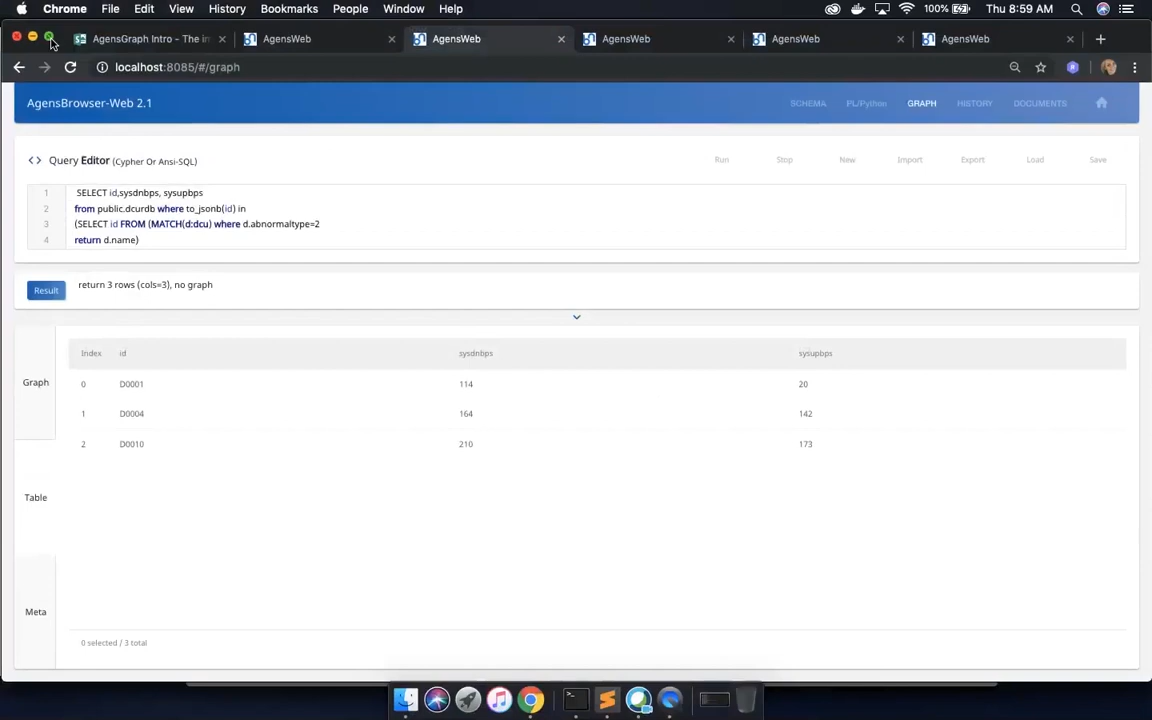 Chrome File Edit View History Bookmarks People Window Help 100% Thu 8:59 AM
AgensGraph Intro - The in
AgensWeb
AgensWeb
AgensWeb
AgensWeb
AgensWeb
localhost:8085/#/graph
AgensBrowser-Web 2.1
SCHEMA PL/Python GRAPH HISTORY DOCUMENTS
<> Query Editor (Cypher Or Ansi-SQL)
Run Stop New Import Export Load Save
1 SELECT id,sysdnbps, sysupbps
2 from public.dcurdb where to_jsonb(id) in
3 (SELECT id FROM (MATCH(d:dcu) where d.abnormaltype=2
4 return d.name)
Result return 3 rows (cols=3), no graph
Index id sysdnbps sysupbps
0 D0001 114 20
1 D0004 164 142
2 D0010 210 173
Graph
Table
Meta
0 selected / 3 total